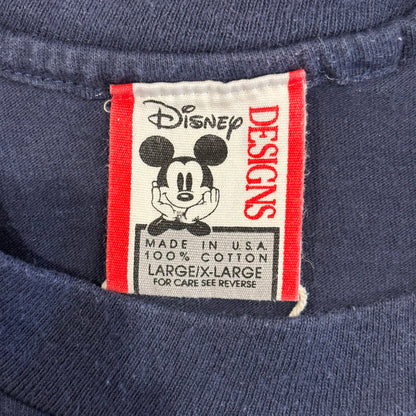 Disney
DESIGNS
MADE IN U.S.A
100% COTTON
LARGE/X-LARGE
FOR CARE SEE REVERSE